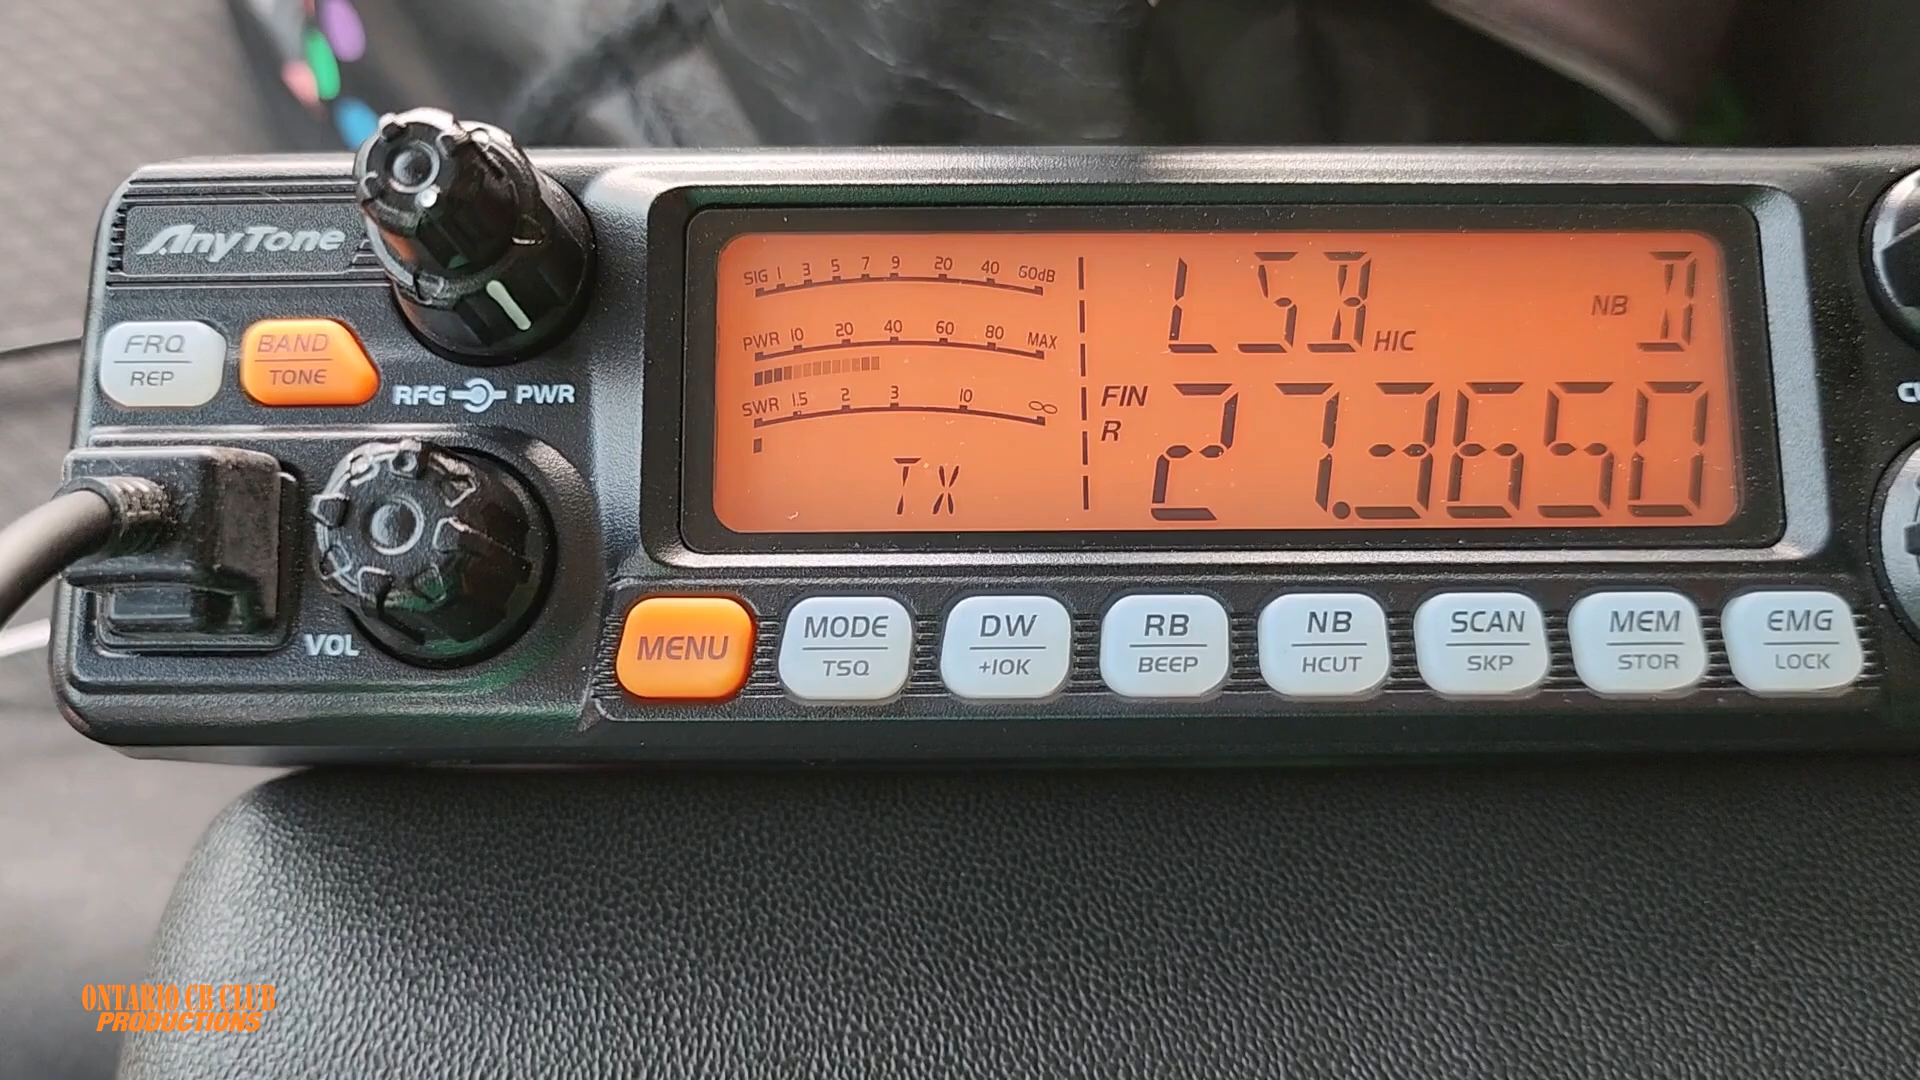 AnyTone
FRQ
REP
BAND
TONE
RFG PWR
VOL
SIG 1 3 5 7 9 20 40 60dB
PWR 10 20 40 60 80 MAX
SWR 1.5 2 3 10 ∞
TX
LSB HIC NB D
FIN
R
27.3650
MENU
MODE
TSQ
DW
+10K
RB
BEEP
NB
HCUT
SCAN
SKP
MEM
STOR
EMG
LOCK
ONTARIO CB CLUB
PRODUCTIONS